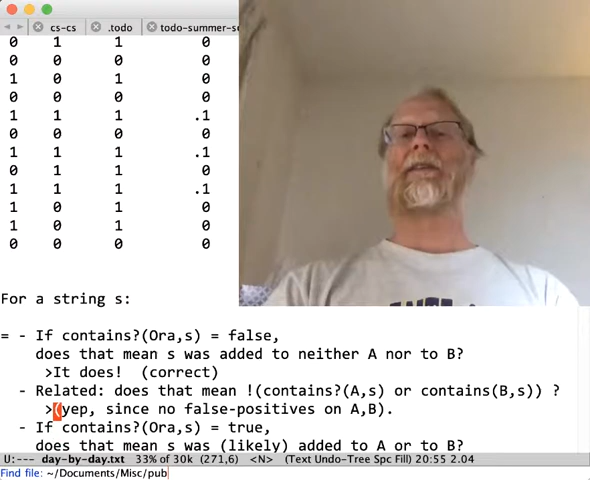 cs-cs .todo todo-summer-so
0 1 1 0
0 0 0 0
1 0 1 0
0 0 0 0
1 1 1 .1
0 0 0 0
1 1 1 .1
0 1 1 0
1 1 1 .1
1 0 1 0
1 0 1 0
0 0 0 0
For a string s:
= - If contains?(Ora,s) = false,
does that mean s was added to neither A nor to B?
>It does! (correct)
- Related: does that mean !(contains?(A,s) or contains(B,s)) ?
>(yep, since no false-positives on A,B).
- If contains?(Ora,s) = true,
does that mean s was (likely) added to A or to B?
U:--- day-by-day.txt 33% of 30k (271,6) <N> (Text Undo-Tree Spc Fill) 20:55 2.04
Find file: ~/Documents/Misc/pub